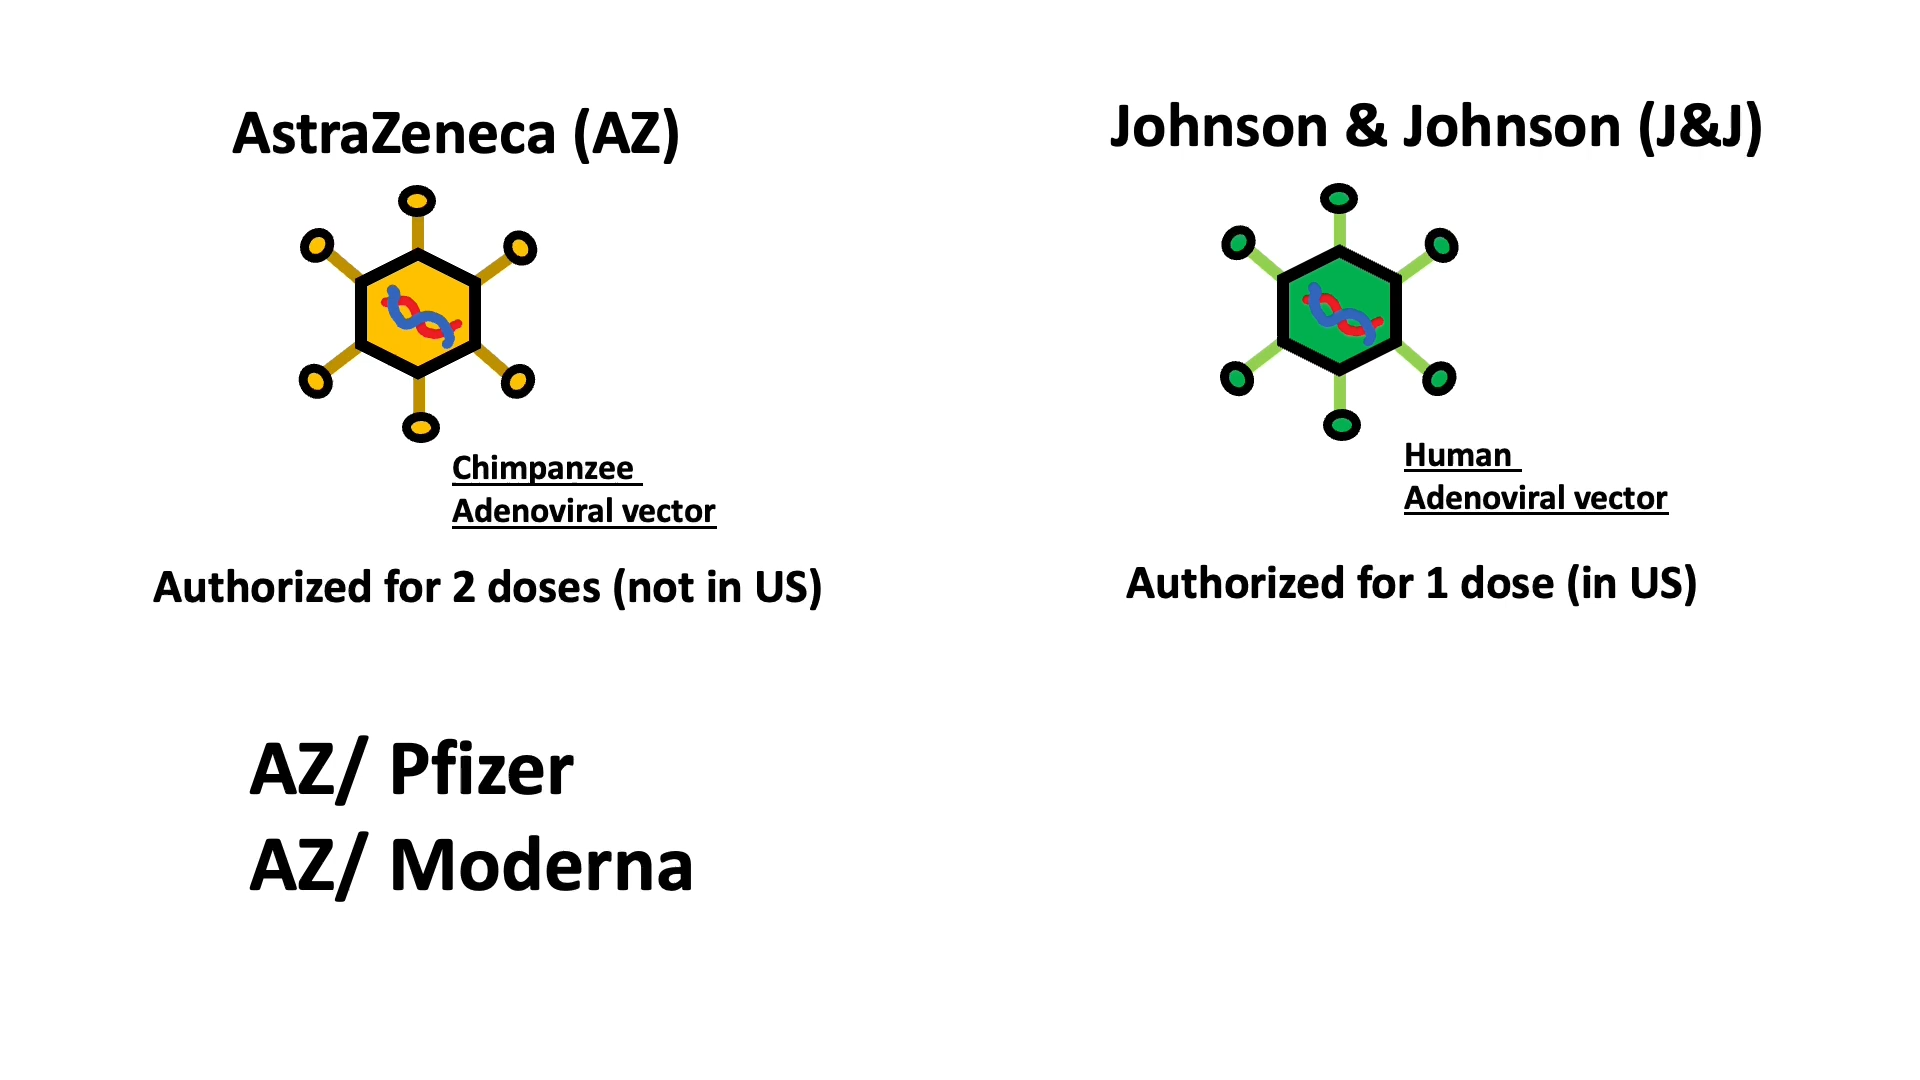 AstraZeneca (AZ)
Chimpanzee
Adenoviral vector
Authorized for 2 doses (not in US)
AZ/ Pfizer
AZ/ Moderna
Johnson & Johnson (J&J)
Human
Adenoviral vector
Authorized for 1 dose (in US)